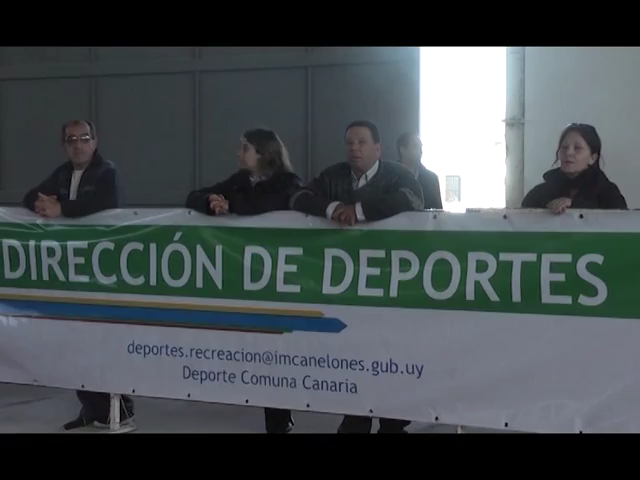 DIRECCIÓN DE DEPORTES
deportes.recreacion@imcanelones.gub.uy
Deporte Comuna Canaria